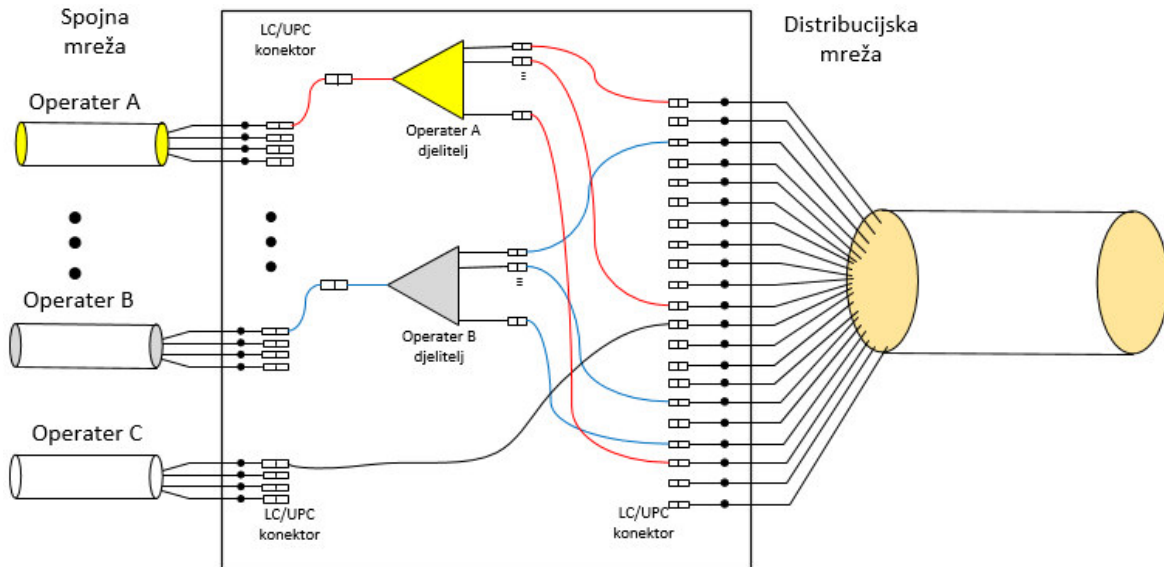 Spojna
mreža
LC/UPC
konektor
Distribucijska
mreža
Operater A
Operater A
djelitelj
Operater B
Operater B
djelitelj
Operater C
LC/UPC
konektor
LC/UPC
konektor